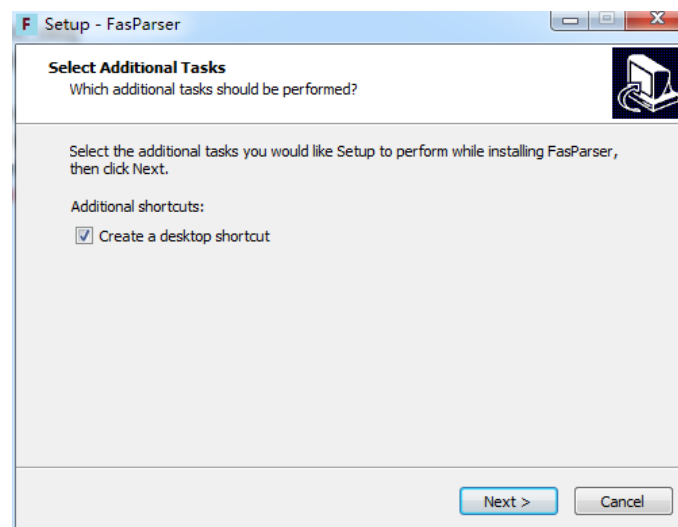 F Setup - FasParser
Select Additional Tasks
Which additional tasks should be performed?
Select the additional tasks you would like Setup to perform while installing FasParser,
then click Next.
Additional shortcuts:
Create a desktop shortcut
Next > Cancel